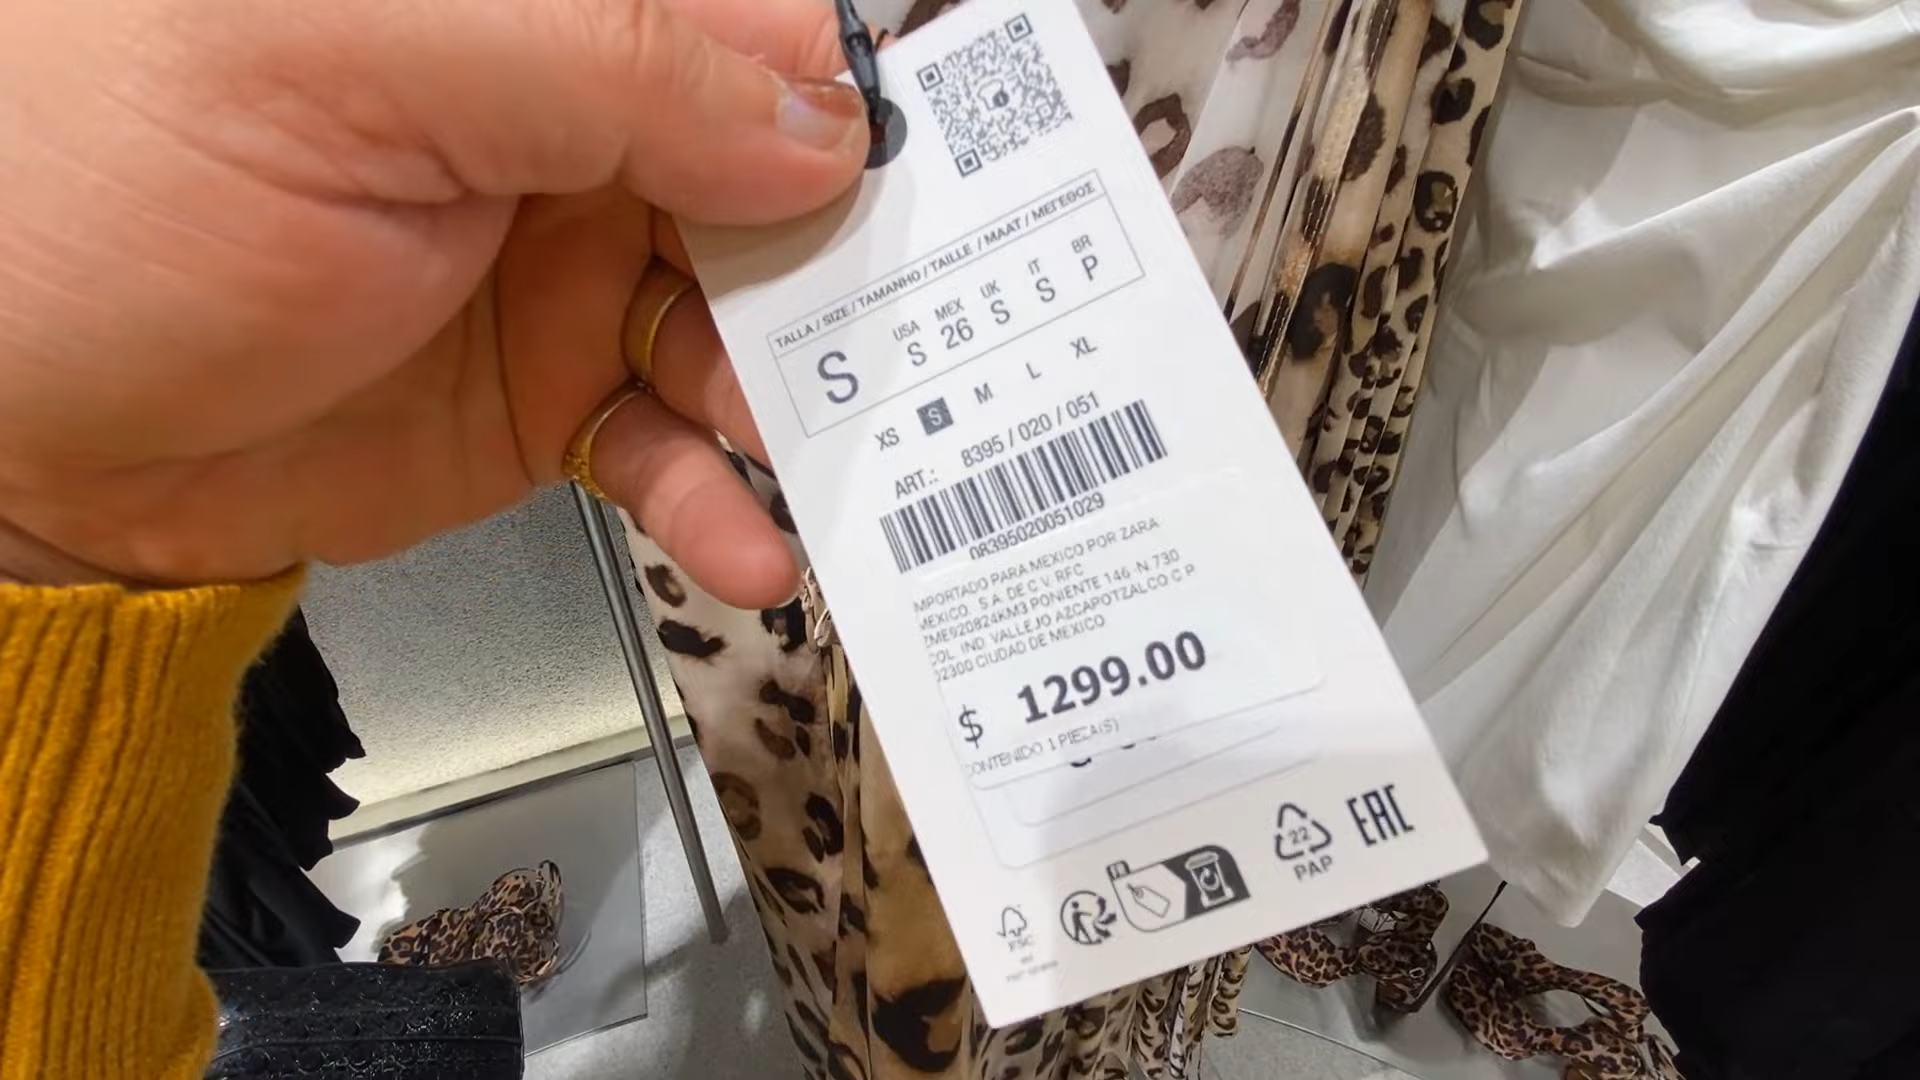 TALLA / SIZE / TAMANHO / TAILLE / MAAT / ΜΕΓΕΘΟΣ
USA MEX UK IT BR
S S 26 S S P
XS S M L XL
ART.: 8395 / 020 / 051
08395020051029
IMPORTADO PARA MEXICO POR ZARA
MEXICO. S.A. DE C.V. RFC
ZME920824KM3 PONIENTE 146 N 730
COL. IND. VALLEJO AZCAPOTZALCO C P
02300 CIUDAD DE MEXICO
$ 1299.00
CONTENIDO 1 PIEZA(S)
22
PAP
EAC
FR
FSC